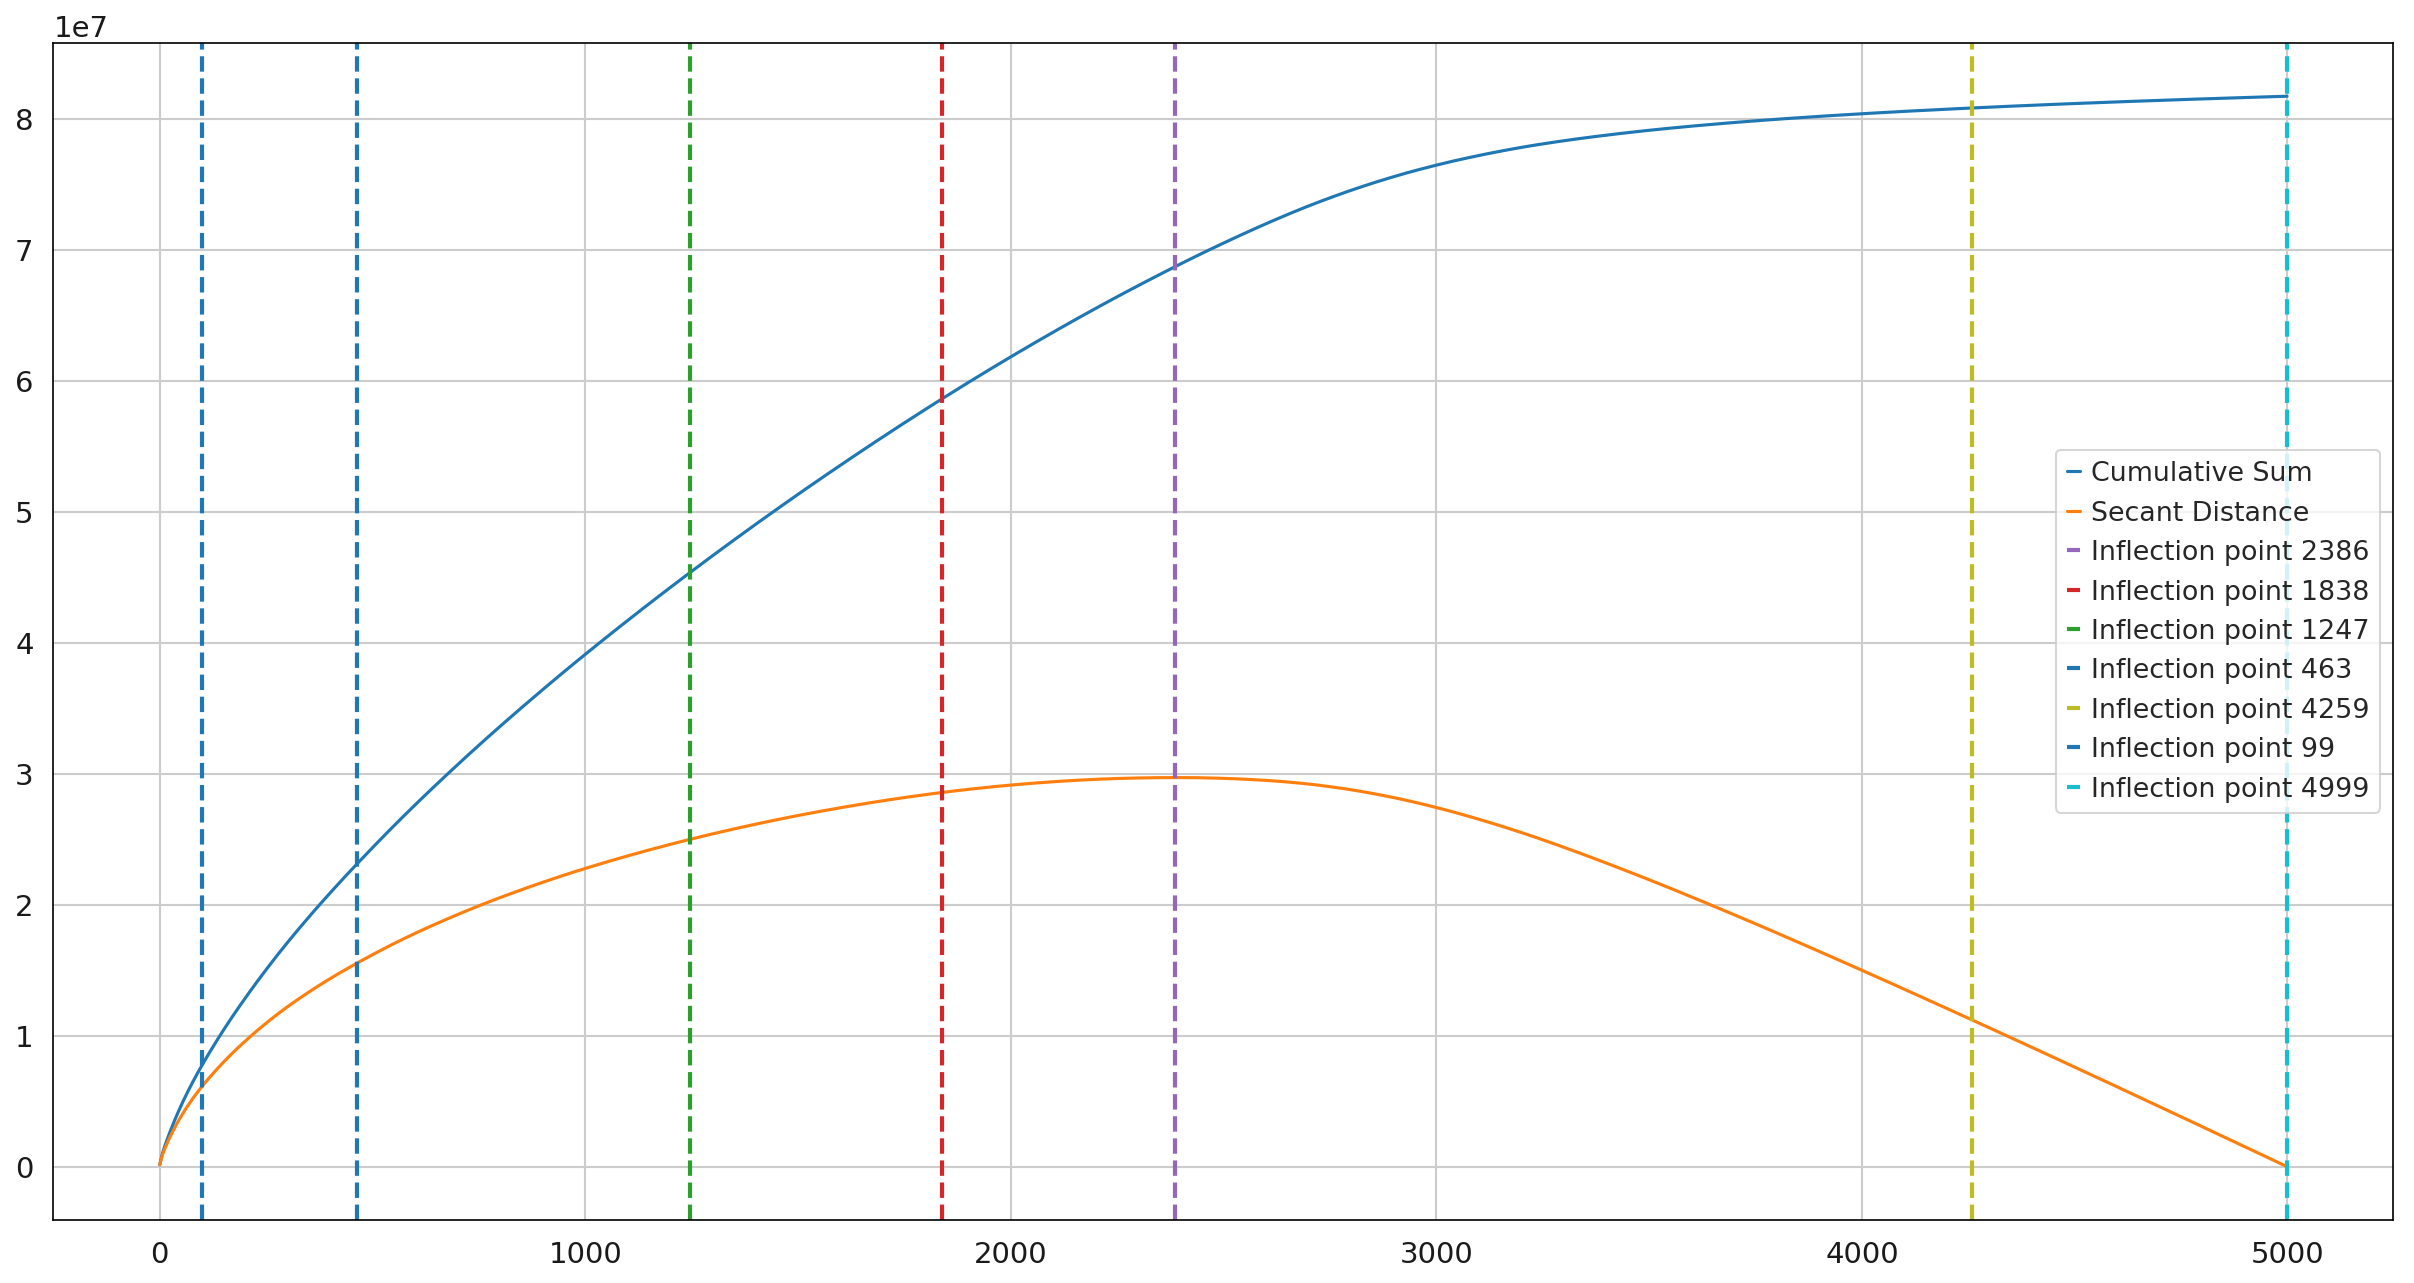 1e7
8
7
6
5
4
3
2
1
0
0 1000 2000 3000 4000 5000
Cumulative Sum
Secant Distance
Inflection point 2386
Inflection point 1838
Inflection point 1247
Inflection point 463
Inflection point 4259
Inflection point 99
Inflection point 4999